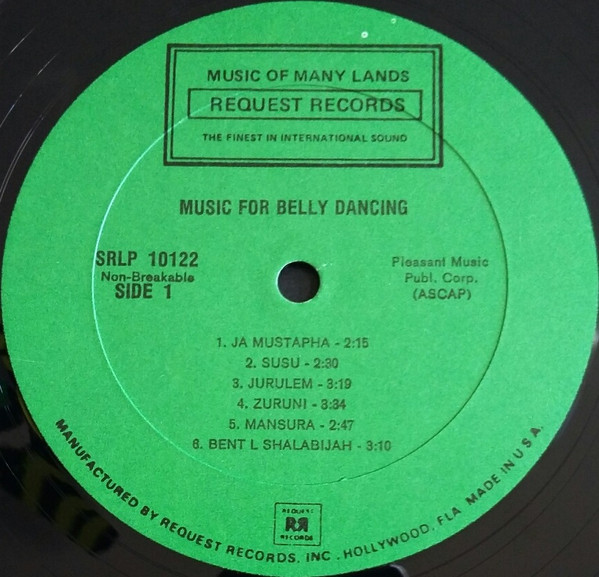 MUSIC OF MANY LANDS
REQUEST RECORDS
THE FINEST IN INTERNATIONAL SOUND
MUSIC FOR BELLY DANCING
SRLP 10122
Non-Breakable
SIDE 1
Pleasant Music
Publ. Corp.
(ASCAP)
1. JA MUSTAPHA - 2:15
2. SUSU - 2:30
3. JURULEM - 3:19
4. ZURUNI - 3:34
5. MANSURA - 2:47
6. BENT L SHALABIJAH - 3:10
REQUEST
RR
RECORDS
MANUFACTURED BY REQUEST RECORDS, INC. HOLLYWOOD, FLA MADE IN U.S.A.